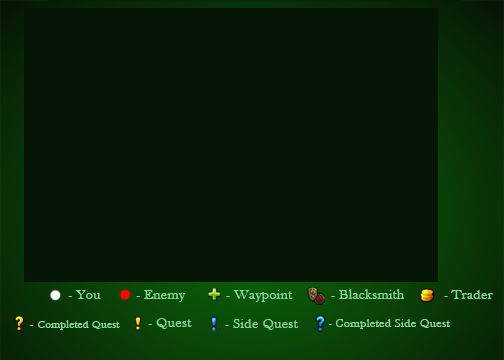 - You - Enemy - Waypoint - Blacksmith - Trader
- Completed Quest - Quest - Side Quest - Completed Side Quest